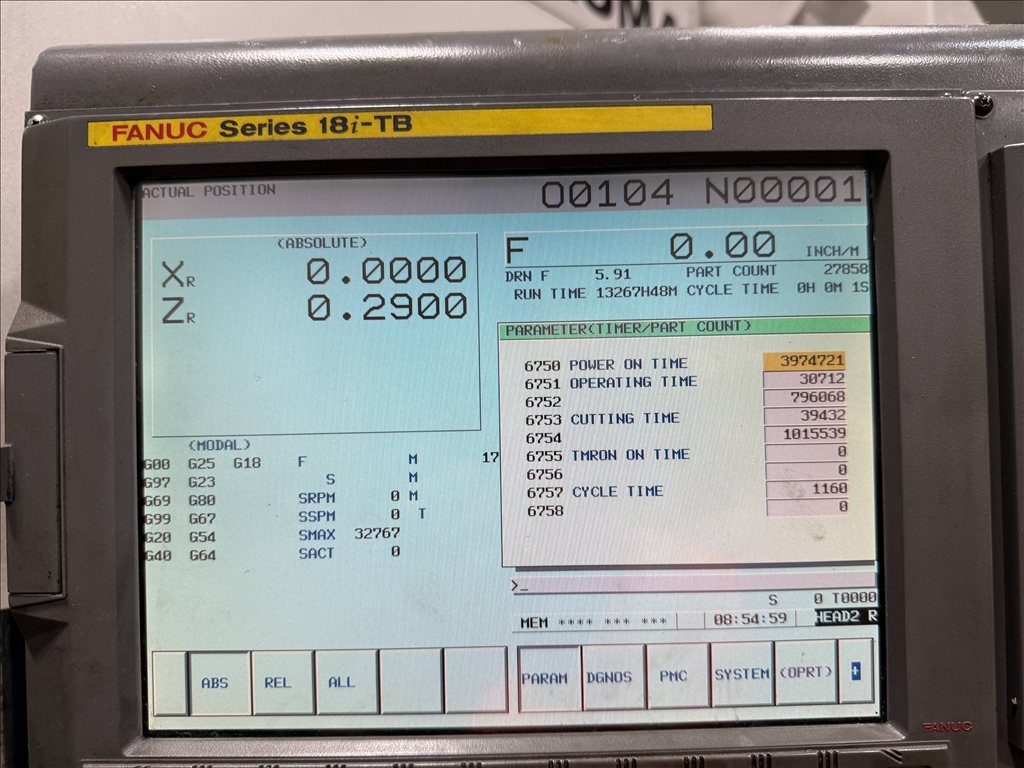 FANUC Series 18i-TB
ACTUAL POSITION O0104 N00001
(ABSOLUTE)
XR 0.0000
ZR 0.2900
F 0.00 INCH/M
DRN F 5.91 PART COUNT 27858
RUN TIME 13267H48M CYCLE TIME 0H 0M 1S
PARAMETER(TIMER/PART COUNT)
6750 POWER ON TIME 3974721
6751 OPERATING TIME 30712
6752 796068
6753 CUTTING TIME 39432
6754 1015539
6755 TMRON ON TIME 0
6756 0
6757 CYCLE TIME 1160
6758 0
(MODAL)
G00 G25 G18 F M 17
G97 G23 S M
G69 G80 SRPM 0 M
G99 G67 SSPM 0 T
G20 G54 SMAX 32767
G40 G64 SACT 0
>_
S 0 T0000
MEM **** *** *** 08:54:59 HEAD2 R
ABS REL ALL PARAM DGNOS PMC SYSTEM (OPRT) +
FANUC